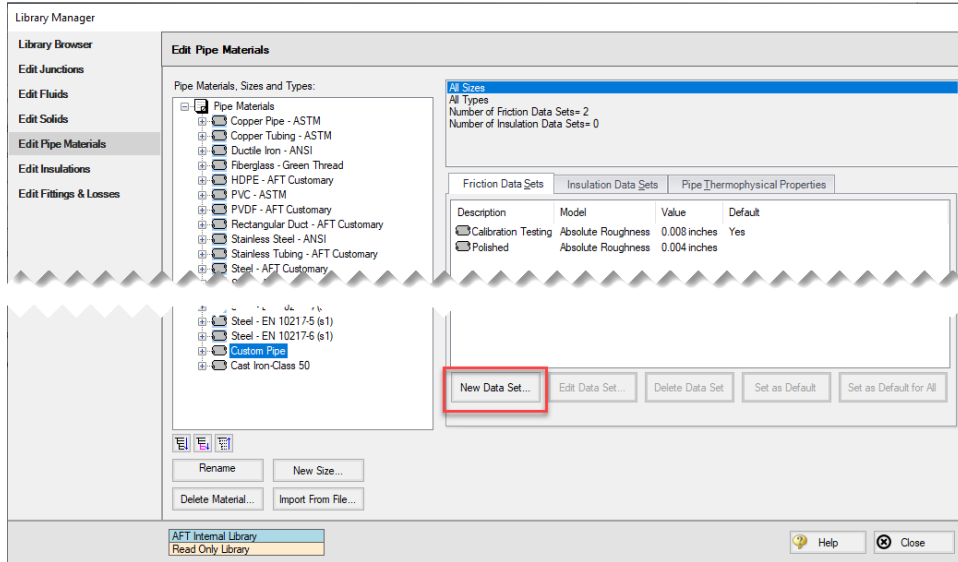 Library Manager
Library Browser
Edit Junctions
Edit Fluids
Edit Solids
Edit Pipe Materials
Edit Insulations
Edit Fittings & Losses
Edit Pipe Materials
Pipe Materials, Sizes and Types:
Pipe Materials
Copper Pipe - ASTM
Copper Tubing - ASTM
Ductile Iron - ANSI
Fiberglass - Green Thread
HDPE - AFT Customary
PVC - ASTM
PVDF - AFT Customary
Rectangular Duct - AFT Customary
Stainless Steel - ANSI
Stainless Tubing - AFT Customary
Steel - AFT Customary
Steel - EN 10217-5 (s1)
Steel - EN 10217-6 (s1)
Custom Pipe
Cast Iron-Class 50
Rename
New Size...
Delete Material...
Import From File...
All Sizes
All Types
Number of Friction Data Sets= 2
Number of Insulation Data Sets= 0
Friction Data Sets
Insulation Data Sets
Pipe Thermophysical Properties
Description Model Value Default
Calibration Testing Absolute Roughness 0.008 inches Yes
Polished Absolute Roughness 0.004 inches
New Data Set...
Edit Data Set...
Delete Data Set
Set as Default
Set as Default for All
AFT Internal Library
Read Only Library
Help
Close